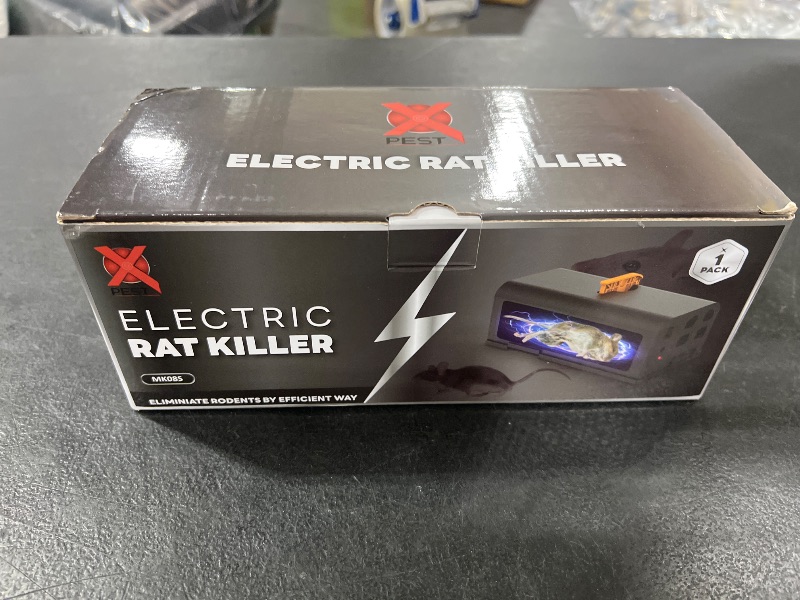 X
PEST
ELECTRIC RAT KILLER
X
PEST
ELECTRIC
RAT KILLER
MK085
ELIMINIATE RODENTS BY EFFICIENT WAY
1
PACK